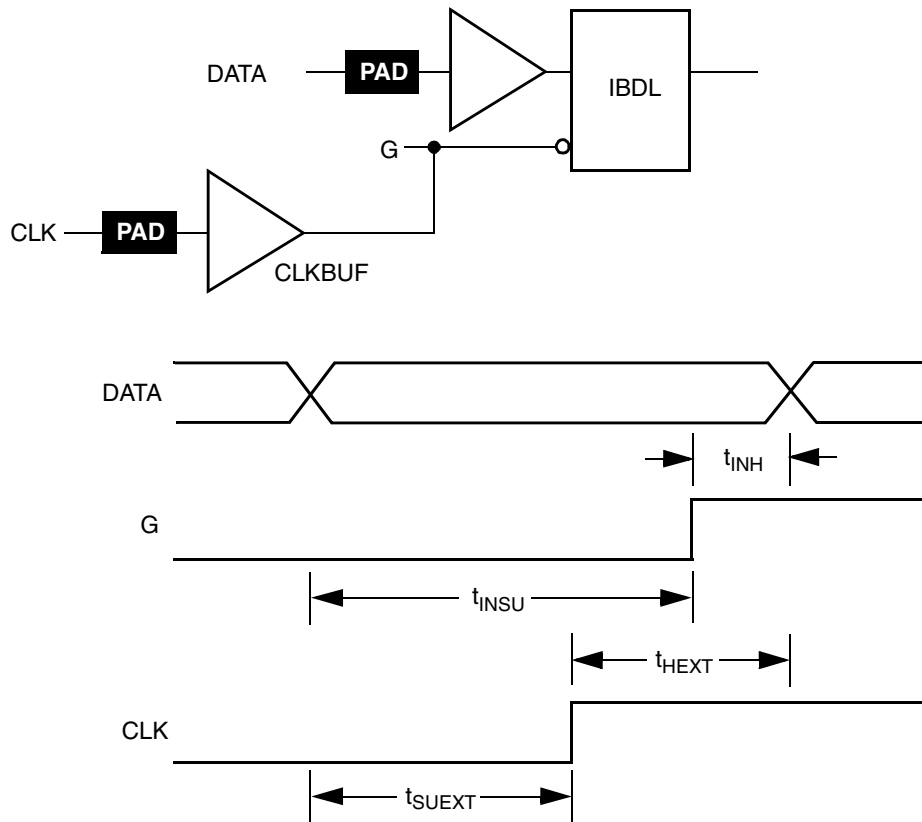 DATA PAD IBDL
G
CLK PAD
CLKBUF
DATA
tINH
G
tINSU
tHEXT
CLK
tSUEXT